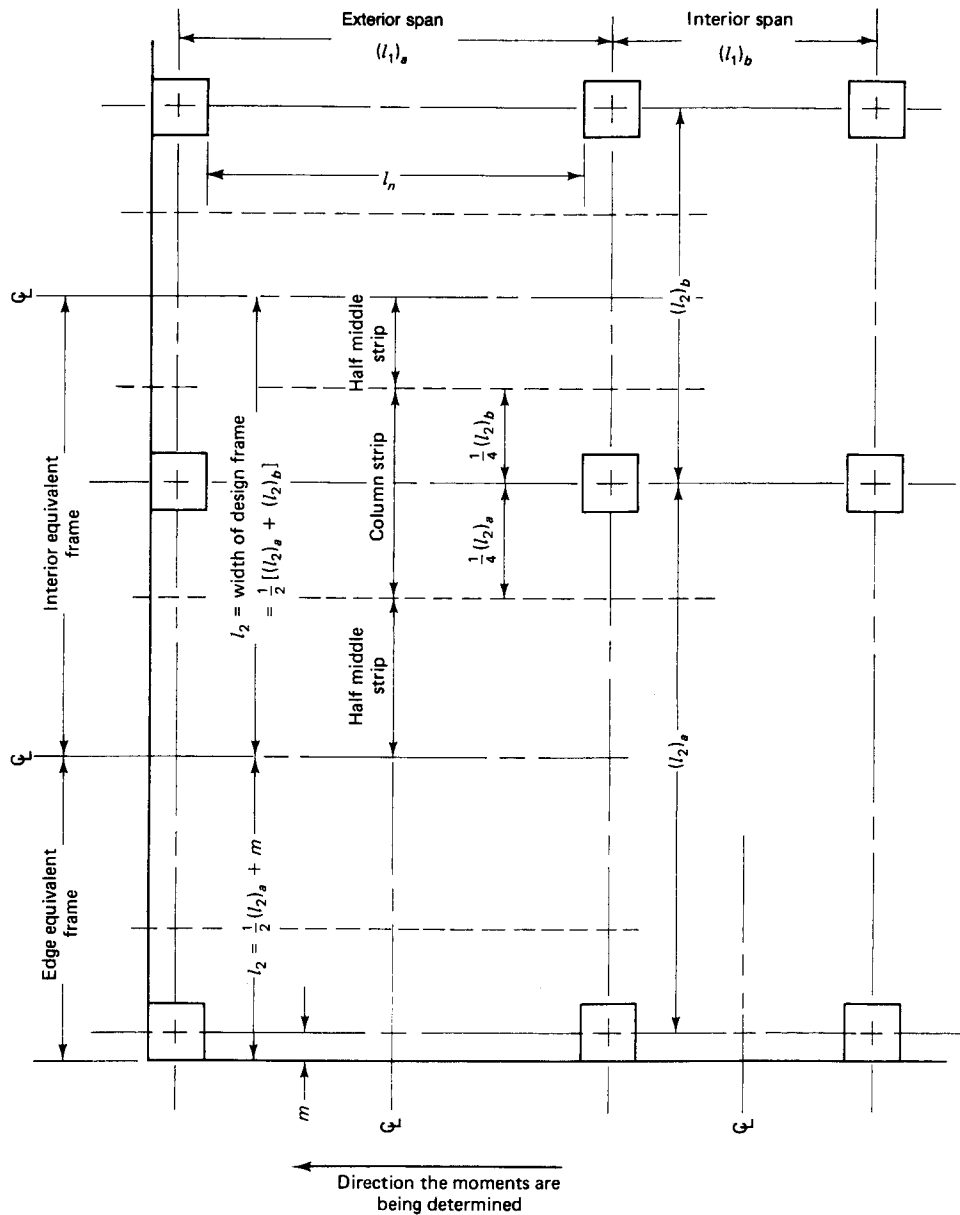 Exterior span
Interior span
(l₁)ₐ
(l₁)b
lₙ
℄
(l₂)b
Half middle
strip
¼(l₂)b
Column strip
¼(l₂)ₐ
Interior equivalent
frame
l₂ = width of design frame
= ½ [(l₂)ₐ + (l₂)b]
Half middle
strip
℄
(l₂)ₐ
Edge equivalent
frame
l₂ = ½ (l₂)ₐ + m
m
℄
℄
Direction the moments are
being determined